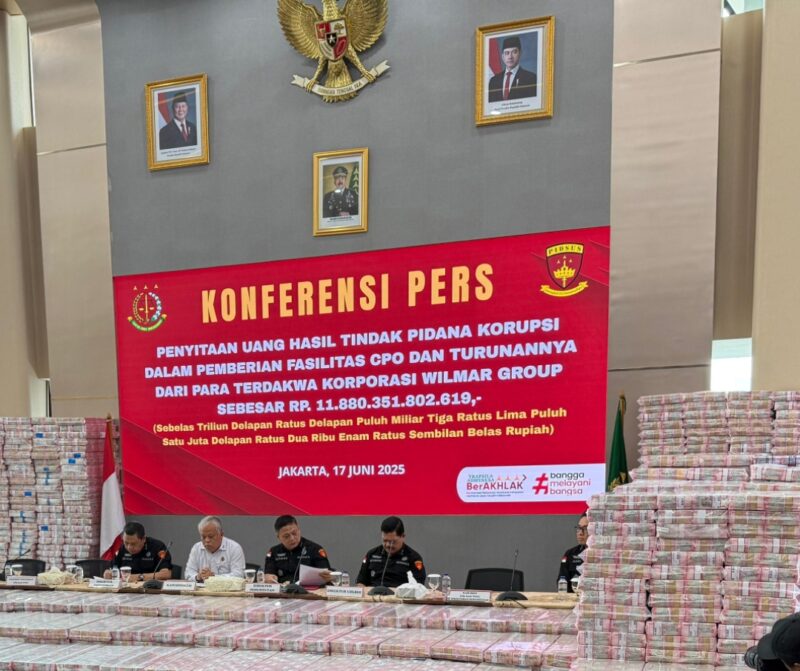 KONFERENSI PERS
PIDSUS
PENYITAAN UANG HASIL TINDAK PIDANA KORUPSI
DALAM PEMBERIAN FASILITAS CPO DAN TURUNANNYA
DARI PARA TERDAKWA KORPORASI WILMAR GROUP
SEBESAR RP. 11.880.351.802.619,-
(Sebelas Triliun Delapan Ratus Delapan Puluh Miliar Tiga Ratus Lima Puluh
Satu Juta Delapan Ratus Dua Ribu Enam Ratus Sembilan Belas Rupiah)
JAKARTA, 17 JUNI 2025
BerAKHLAK
#bangga
melayani
bangsa